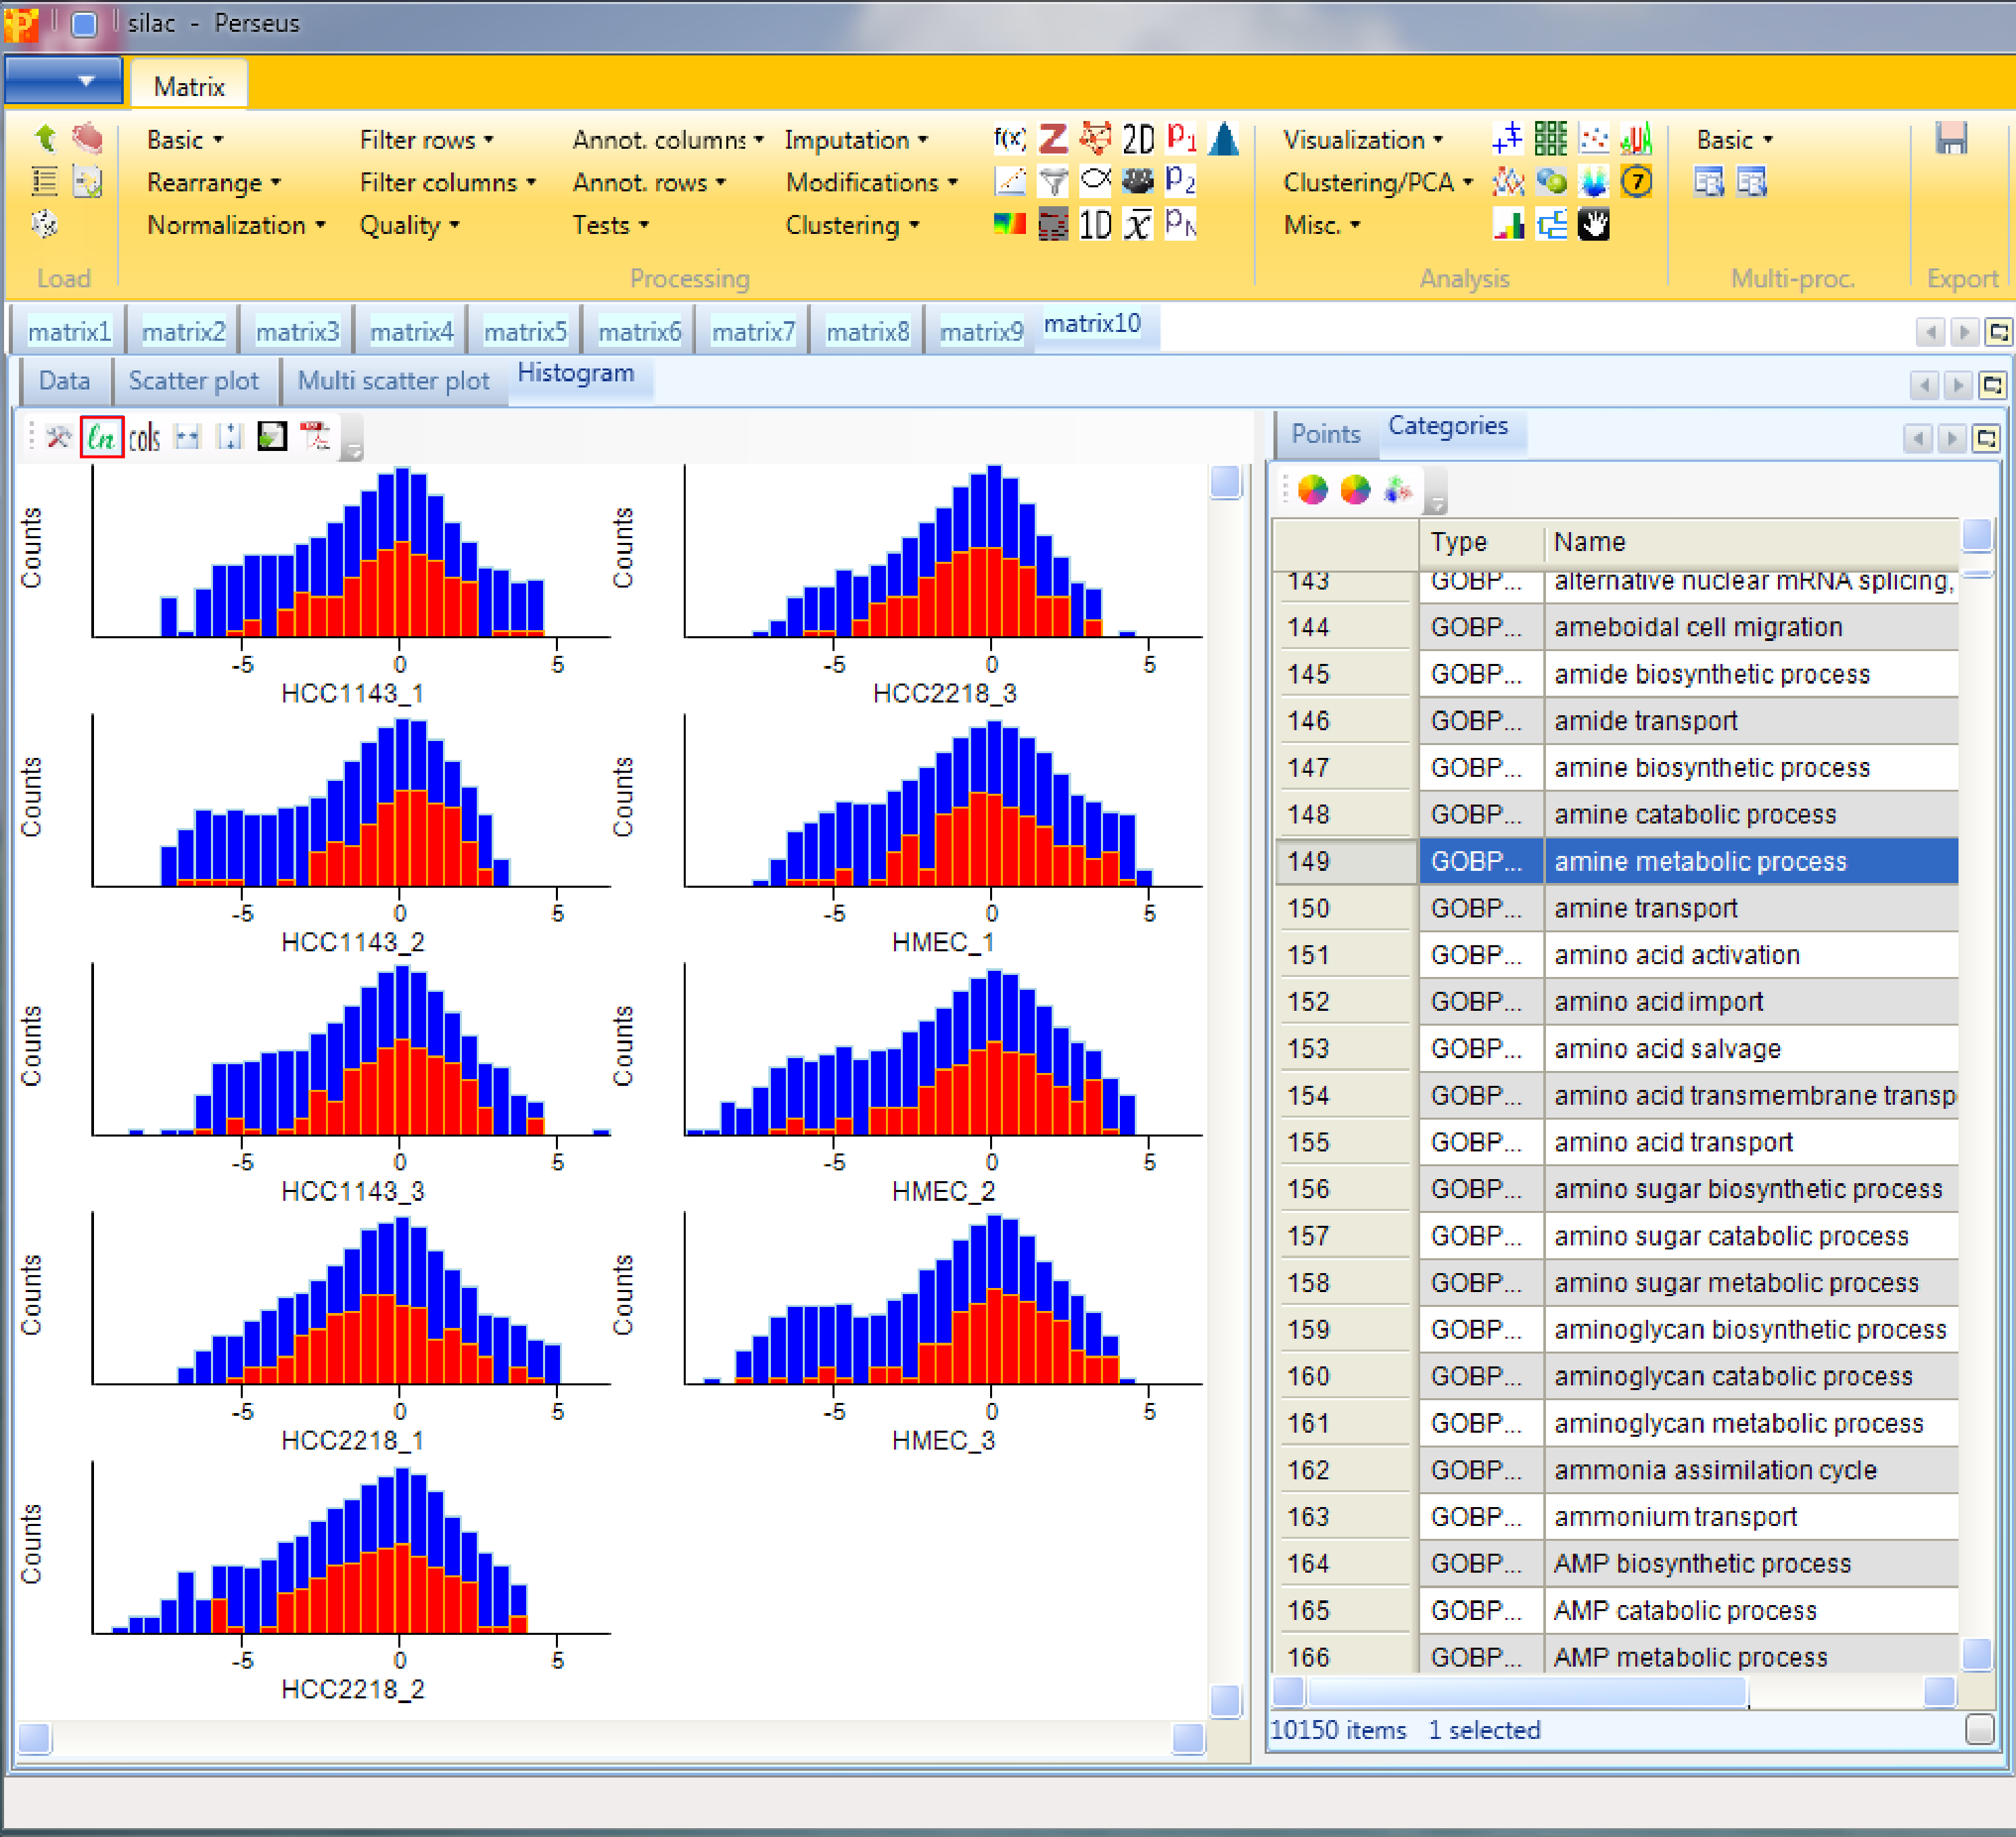 silac - Perseus
Matrix
Basic Filter rows Annot. columns Imputation f(x) Z 2D P1 Visualization Basic
Rearrange Filter columns Annot. rows Modifications P2 Clustering/PCA 7
Normalization Quality Tests Clustering 1D x PN Misc.
Load Processing Analysis Multi-proc. Export
matrix1 matrix2 matrix3 matrix4 matrix5 matrix6 matrix7 matrix8 matrix9 matrix10
Data Scatter plot Multi scatter plot Histogram
ln cols
Counts
-5 0 5
HCC1143_1
Counts
-5 0 5
HCC2218_3
Counts
-5 0 5
HCC1143_2
Counts
-5 0 5
HMEC_1
Counts
-5 0 5
HCC1143_3
Counts
-5 0 5
HMEC_2
Counts
-5 0 5
HCC2218_1
Counts
-5 0 5
HMEC_3
Counts
-5 0 5
HCC2218_2
Points Categories
Type Name
143 GOBP... alternative nuclear mRNA splicing,
144 GOBP... ameboidal cell migration
145 GOBP... amide biosynthetic process
146 GOBP... amide transport
147 GOBP... amine biosynthetic process
148 GOBP... amine catabolic process
149 GOBP... amine metabolic process
150 GOBP... amine transport
151 GOBP... amino acid activation
152 GOBP... amino acid import
153 GOBP... amino acid salvage
154 GOBP... amino acid transmembrane transp
155 GOBP... amino acid transport
156 GOBP... amino sugar biosynthetic process
157 GOBP... amino sugar catabolic process
158 GOBP... amino sugar metabolic process
159 GOBP... aminoglycan biosynthetic process
160 GOBP... aminoglycan catabolic process
161 GOBP... aminoglycan metabolic process
162 GOBP... ammonia assimilation cycle
163 GOBP... ammonium transport
164 GOBP... AMP biosynthetic process
165 GOBP... AMP catabolic process
166 GOBP... AMP metabolic process
10150 items 1 selected